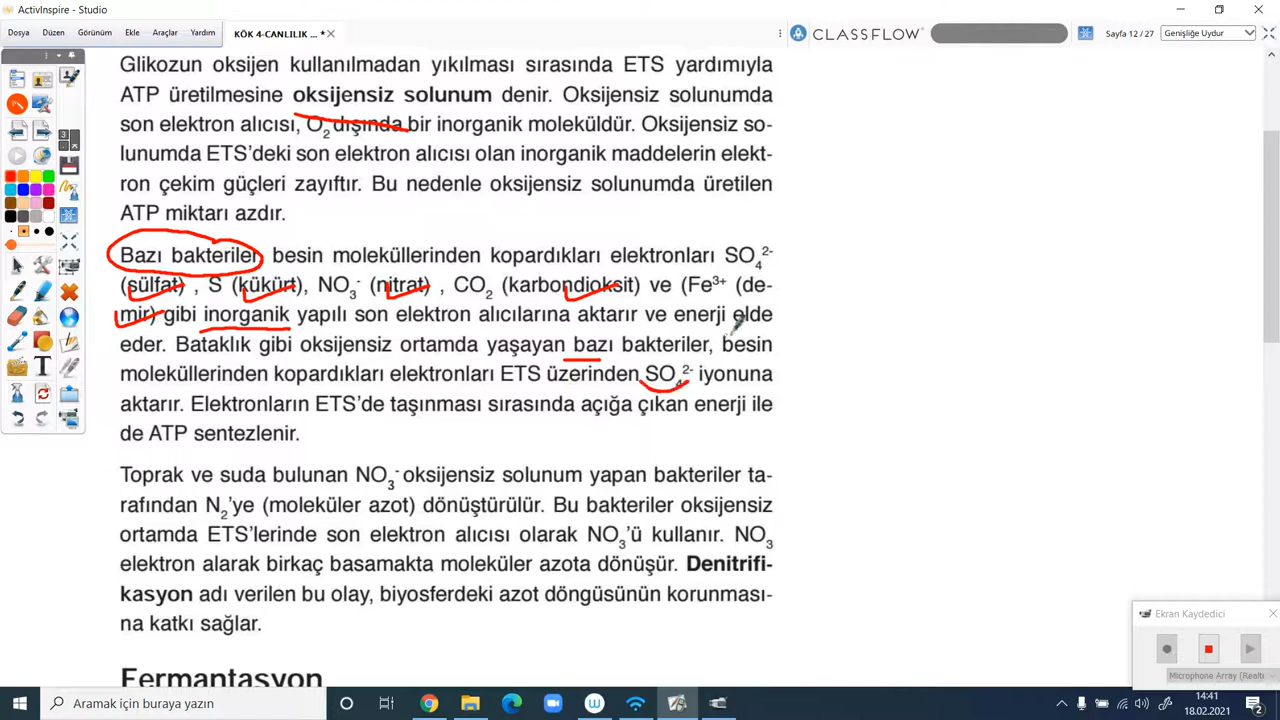 ActivInspire - Studio
Dosya Düzen Görünüm Ekle Araçlar Yardım
KÖK 4-CANLILIK ...*
CLASSFLOW
Sayfa 12 / 27
Genişliğe Uydur
Glikozun oksijen kullanılmadan yıkılması sırasında ETS yardımıyla
ATP üretilmesine oksijensiz solunum denir. Oksijensiz solunumda
son elektron alıcısı, O2 dışında bir inorganik moleküldür. Oksijensiz so-
lunumda ETS'deki son elektron alıcısı olan inorganik maddelerin elekt-
ron çekim güçleri zayıftır. Bu nedenle oksijensiz solunumda üretilen
ATP miktarı azdır.
Bazı bakteriler besin moleküllerinden kopardıkları elektronları SO₄²⁻
(sülfat) , S (kükürt), NO₃⁻ (nitrat) , CO₂ (karbondioksit) ve (Fe³⁺ (de-
mir) gibi inorganik yapılı son elektron alıcılarına aktarır ve enerji elde
eder. Bataklık gibi oksijensiz ortamda yaşayan bazı bakteriler, besin
moleküllerinden kopardıkları elektronları ETS üzerinden SO₄²⁻ iyonuna
aktarır. Elektronların ETS'de taşınması sırasında açığa çıkan enerji ile
de ATP sentezlenir.
Toprak ve suda bulunan NO₃⁻ oksijensiz solunum yapan bakteriler ta-
rafından N₂'ye (moleküler azot) dönüştürülür. Bu bakteriler oksijensiz
ortamda ETS'lerinde son elektron alıcısı olarak NO₃'ü kullanır. NO₃
elektron alarak birkaç basamakta moleküler azota dönüşür. Denitrifi-
kasyon adı verilen bu olay, biyosferdeki azot döngüsünün korunması-
na katkı sağlar.
Fermantasyon
Ekran Kaydedici
Microphone Array (Realt
Aramak için buraya yazın
14:41
18.02.2021
2